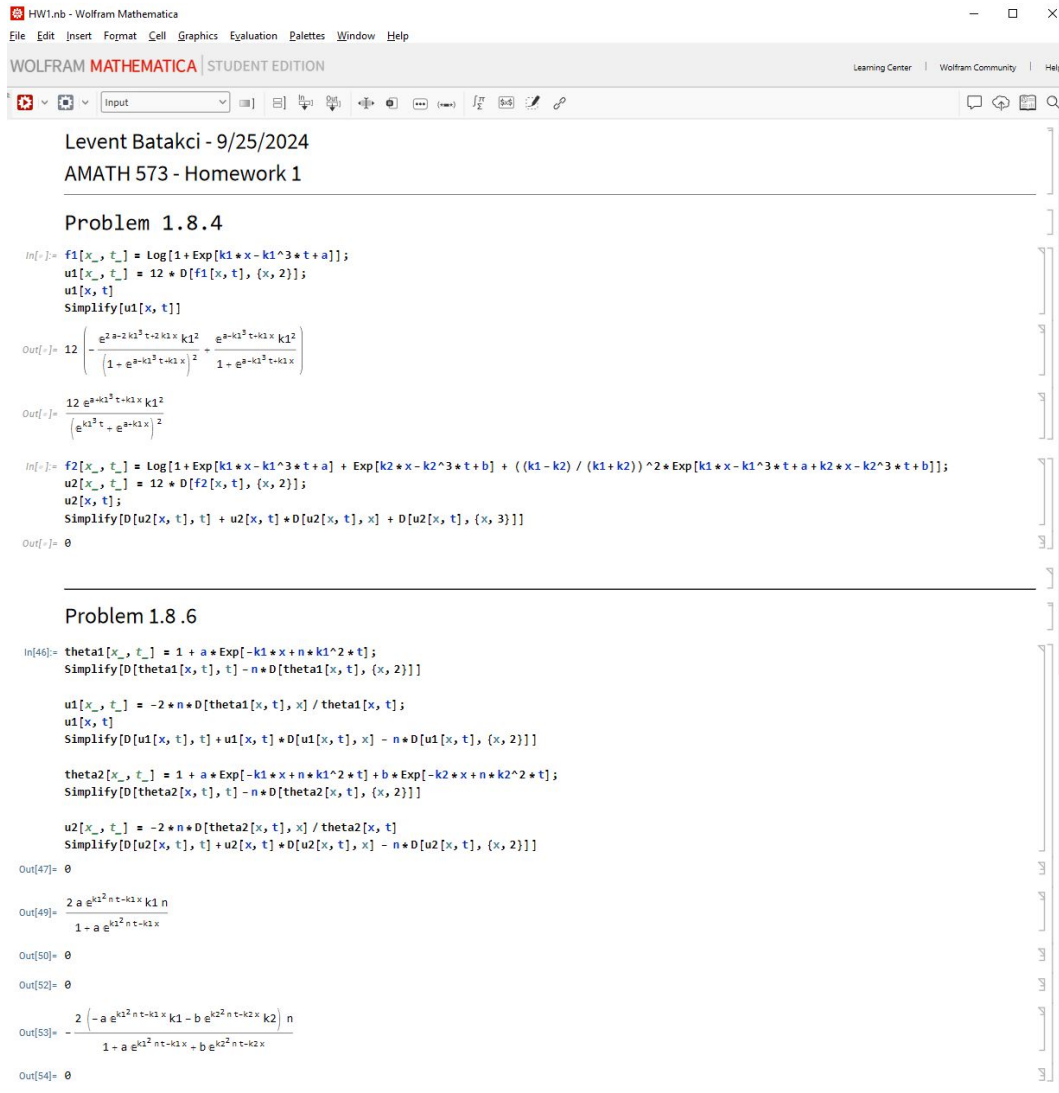 HW1.nb - Wolfram Mathematica
File Edit Insert Format Cell Graphics Evaluation Palettes Window Help
WOLFRAM MATHEMATICA | STUDENT EDITION
Learning Center | Wolfram Community | Help
Input
Levent Batakci - 9/25/2024
AMATH 573 - Homework 1
Problem 1.8.4
In[◦]:= f1[x_, t_] = Log[1+Exp[k1*x-k1^3*t+a]];
u1[x_, t_] = 12 * D[f1[x, t], {x, 2}];
u1[x, t]
Simplify[u1[x, t]]
Out[◦]= 12 (-(e^(2 a-2 k1^3 t+2 k1 x) k1^2)/(1+e^(a-k1^3 t+k1 x))^2 + (e^(a-k1^3 t+k1 x) k1^2)/(1+e^(a-k1^3 t+k1 x)))
Out[◦]= (12 e^(a+k1^3 t+k1 x) k1^2)/(e^(k1^3 t)+e^(a+k1 x))^2
In[◦]:= f2[x_, t_] = Log[1+Exp[k1*x-k1^3*t+a] + Exp[k2*x-k2^3*t+b] + ((k1-k2) / (k1+k2))^2*Exp[k1*x-k1^3*t+a+k2*x-k2^3*t+b]];
u2[x_, t_] = 12 * D[f2[x, t], {x, 2}];
u2[x, t];
Simplify[D[u2[x, t], t] + u2[x, t]*D[u2[x, t], x] + D[u2[x, t], {x, 3}]]
Out[◦]= 0
Problem 1.8 .6
In[46]:= theta1[x_, t_] = 1 + a*Exp[-k1*x+n*k1^2*t];
Simplify[D[theta1[x, t], t]-n*D[theta1[x, t], {x, 2}]]
u1[x_, t_] = -2*n*D[theta1[x, t], x]/theta1[x, t];
u1[x, t]
Simplify[D[u1[x, t], t]+u1[x, t]*D[u1[x, t], x] - n*D[u1[x, t], {x, 2}]]
theta2[x_, t_] = 1 + a*Exp[-k1*x+n*k1^2*t]+b*Exp[-k2*x+n*k2^2*t];
Simplify[D[theta2[x, t], t]-n*D[theta2[x, t], {x, 2}]]
u2[x_, t_] = -2*n*D[theta2[x, t], x]/theta2[x, t]
Simplify[D[u2[x, t], t]+u2[x, t]*D[u2[x, t], x] - n*D[u2[x, t], {x, 2}]]
Out[47]= 0
Out[49]= (2 a e^(k1^2 n t-k1 x) k1 n)/(1+a e^(k1^2 n t-k1 x))
Out[50]= 0
Out[52]= 0
Out[53]= -(2 (-a e^(k1^2 n t-k1 x) k1-b e^(k2^2 n t-k2 x) k2) n)/(1+a e^(k1^2 n t-k1 x)+b e^(k2^2 n t-k2 x))
Out[54]= 0